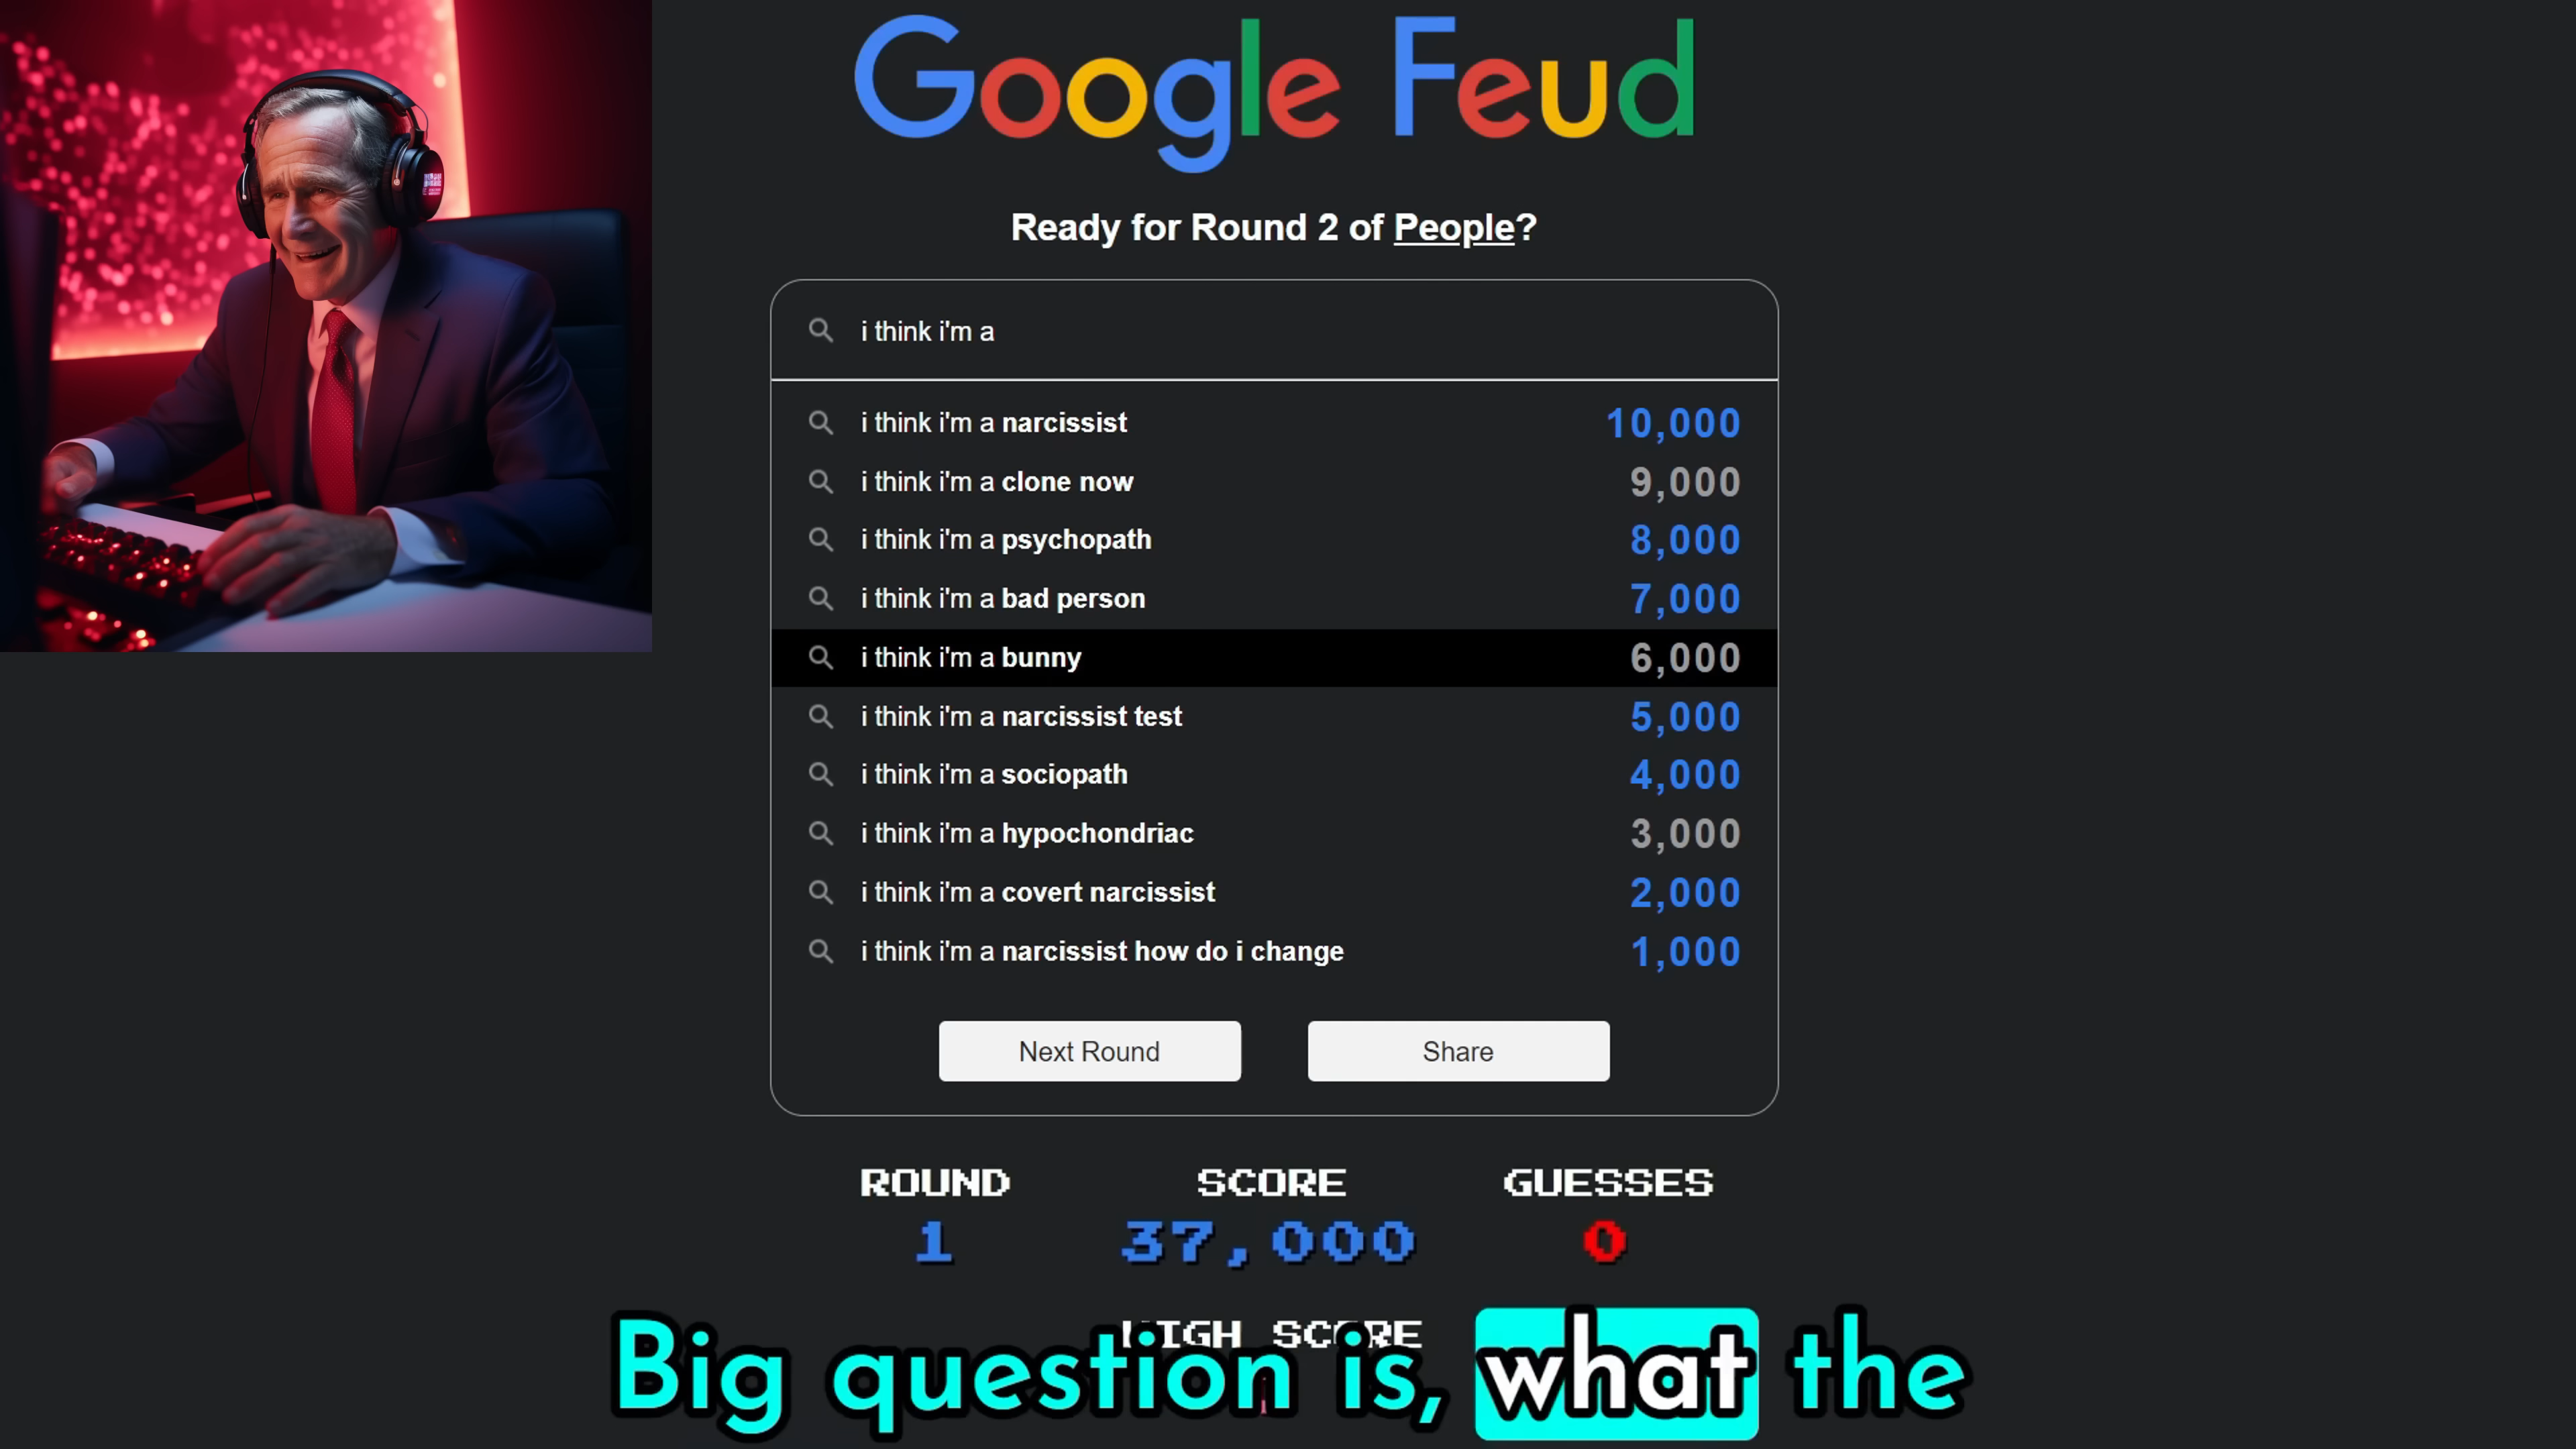 Google Feud
Ready for Round 2 of People?
i think i'm a
i think i'm a narcissist 10,000
i think i'm a clone now 9,000
i think i'm a psychopath 8,000
i think i'm a bad person 7,000
i think i'm a bunny 6,000
i think i'm a narcissist test 5,000
i think i'm a sociopath 4,000
i think i'm a hypochondriac 3,000
i think i'm a covert narcissist 2,000
i think i'm a narcissist how do i change 1,000
Next Round Share
ROUND SCORE GUESSES
1 37,000 0
HIGH SCORE
Big question is, what the